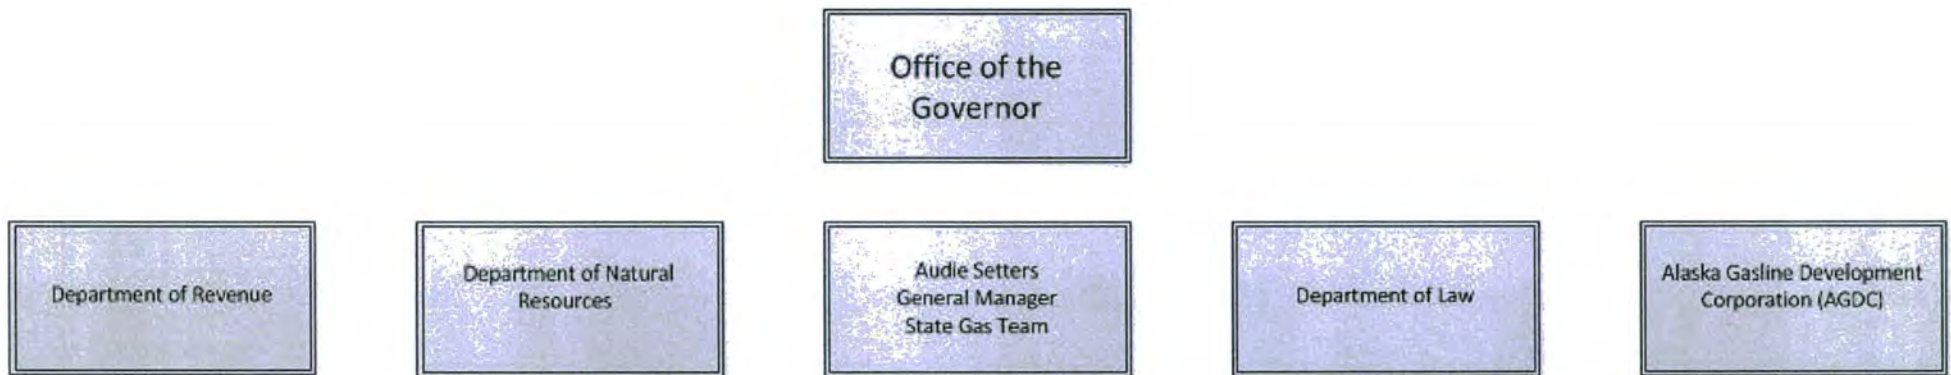 Office of the
Governor
Department of Revenue
Department of Natural
Resources
Audie Setters
General Manager
State Gas Team
Department of Law
Alaska Gasline Development
Corporation (AGDC)